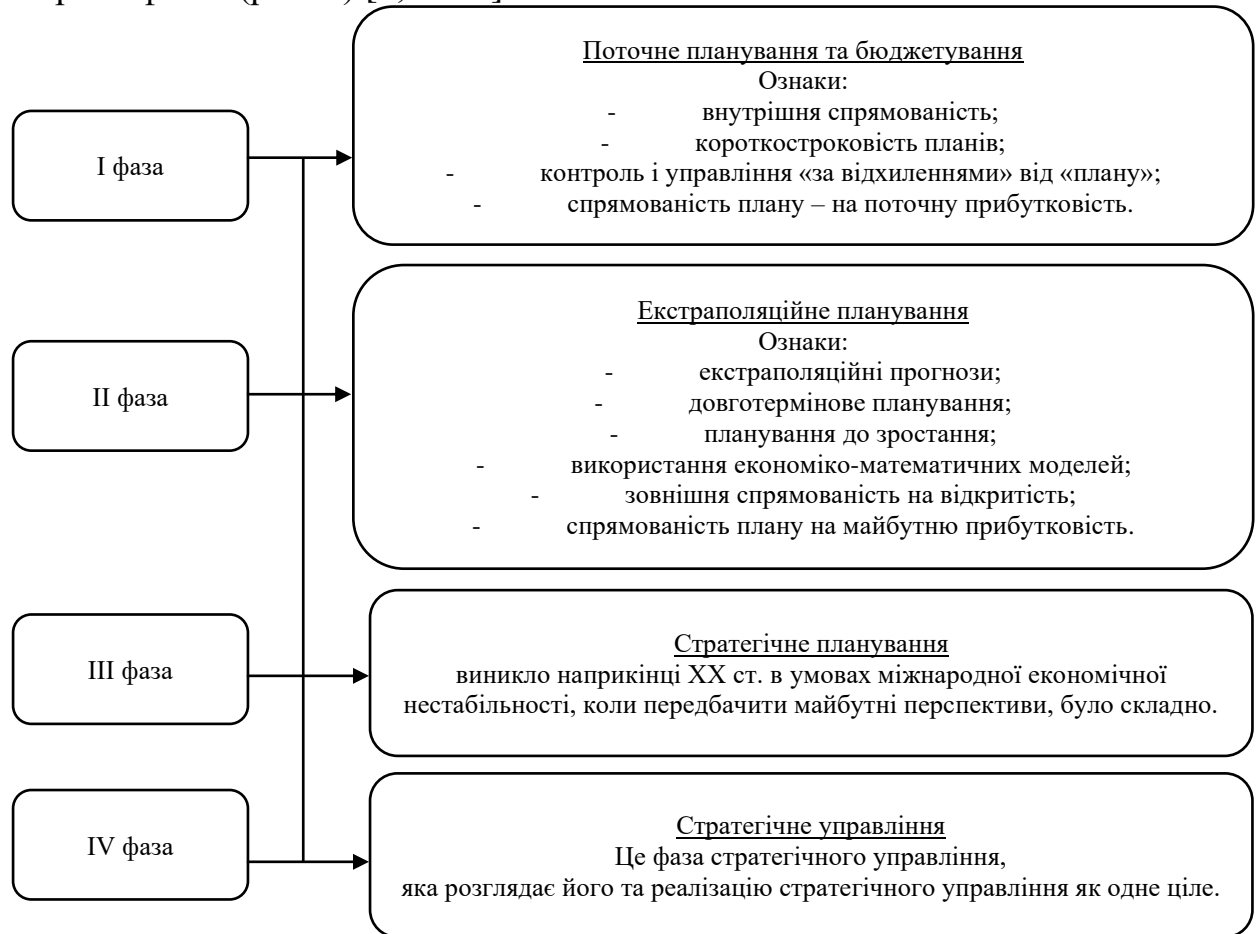 Поточне планування та бюджетування
Ознаки:
- внутрішня спрямованість;
- короткостроковість планів;
- контроль і управління «за відхиленнями» від «плану»;
- спрямованість плану – на поточну прибутковість.
І фаза
Екстраполяційне планування
Ознаки:
- екстраполяційні прогнози;
- довготермінове планування;
- планування до зростання;
- використання економіко-математичних моделей;
- зовнішня спрямованість на відкритість;
- спрямованість плану на майбутню прибутковість.
ІІ фаза
Стратегічне планування
виникло наприкінці ХХ ст. в умовах міжнародної економічної
нестабільності, коли передбачити майбутні перспективи, було складно.
ІІІ фаза
Стратегічне управління
Це фаза стратегічного управління,
яка розглядає його та реалізацію стратегічного управління як одне ціле.
IV фаза